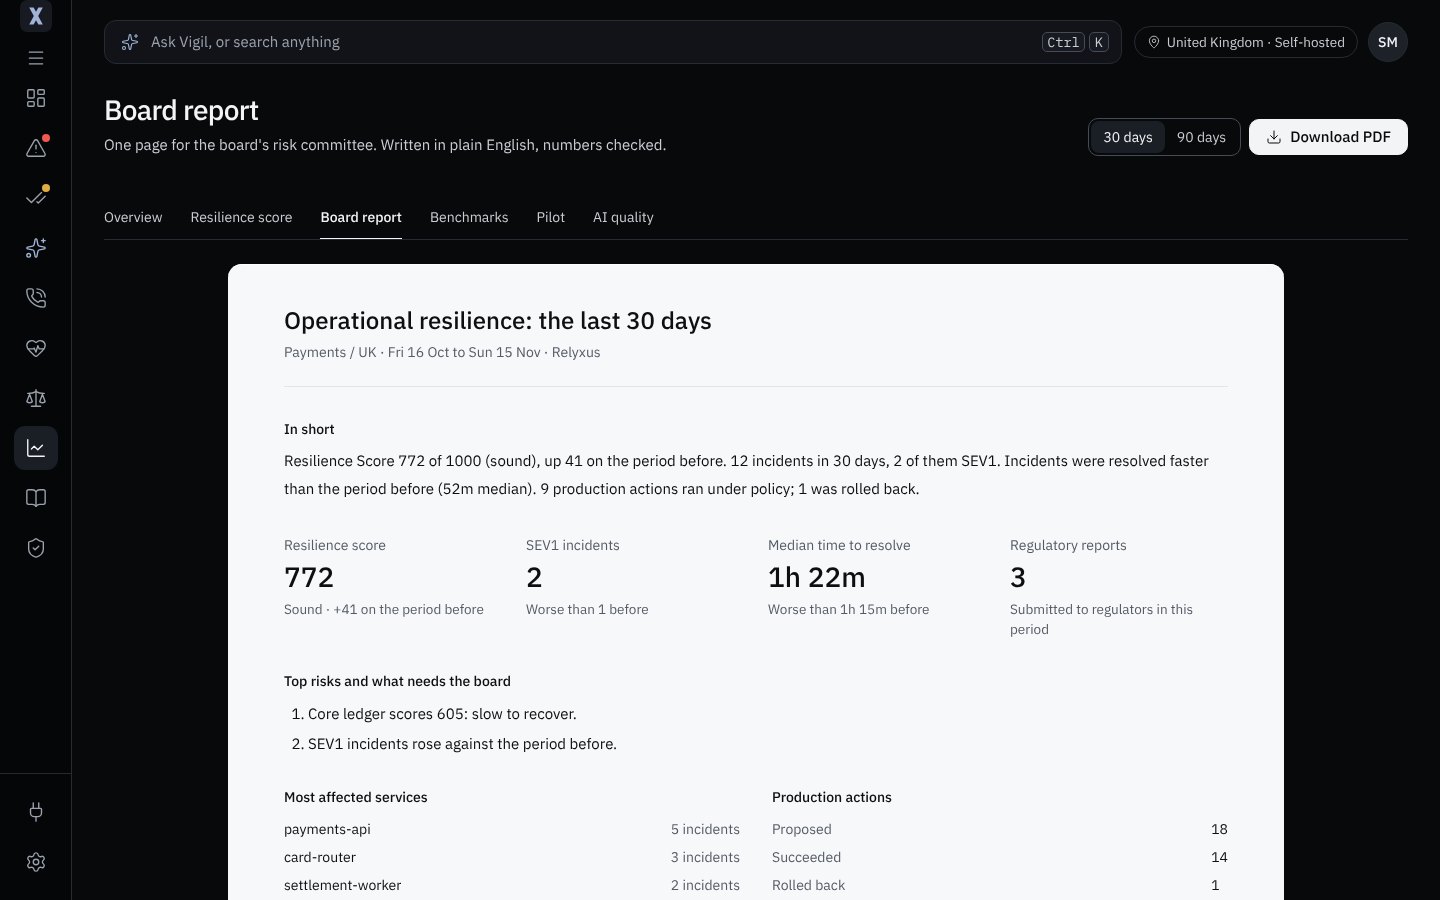 X
Ask Vigil, or search anything
Ctrl K
United Kingdom · Self-hosted
SM
Board report
One page for the board's risk committee. Written in plain English, numbers checked.
30 days
90 days
Download PDF
Overview
Resilience score
Board report
Benchmarks
Pilot
AI quality
Operational resilience: the last 30 days
Payments / UK · Fri 16 Oct to Sun 15 Nov · Relyxus
In short
Resilience Score 772 of 1000 (sound), up 41 on the period before. 12 incidents in 30 days, 2 of them SEV1. Incidents were resolved faster
than the period before (52m median). 9 production actions ran under policy; 1 was rolled back.
Resilience score
772
Sound · +41 on the period before
SEV1 incidents
2
Worse than 1 before
Median time to resolve
1h 22m
Worse than 1h 15m before
Regulatory reports
3
Submitted to regulators in this
period
Top risks and what needs the board
1. Core ledger scores 605: slow to recover.
2. SEV1 incidents rose against the period before.
Most affected services
payments-api 5 incidents
card-router 3 incidents
settlement-worker 2 incidents
Production actions
Proposed 18
Succeeded 14
Rolled back 1